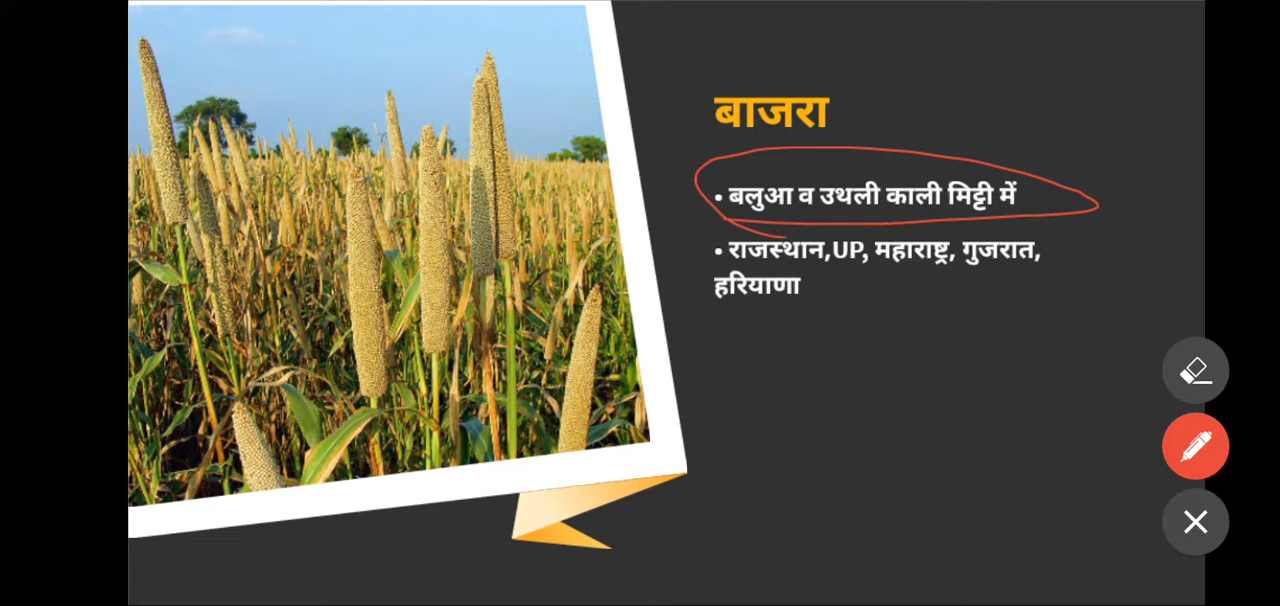 बाजरा
• बलुआ व उथली काली मिट्टी में
• राजस्थान,UP, महाराष्ट्र, गुजरात,
हरियाणा